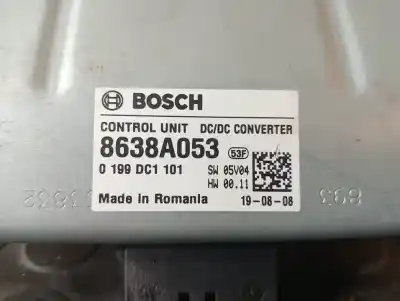 BOSCH
CONTROL UNIT DC/DC CONVERTER
8638A053 53F
0 199 DC1 101 SW 05V04
HW 00.11
Made in Romania 19-08-08
893